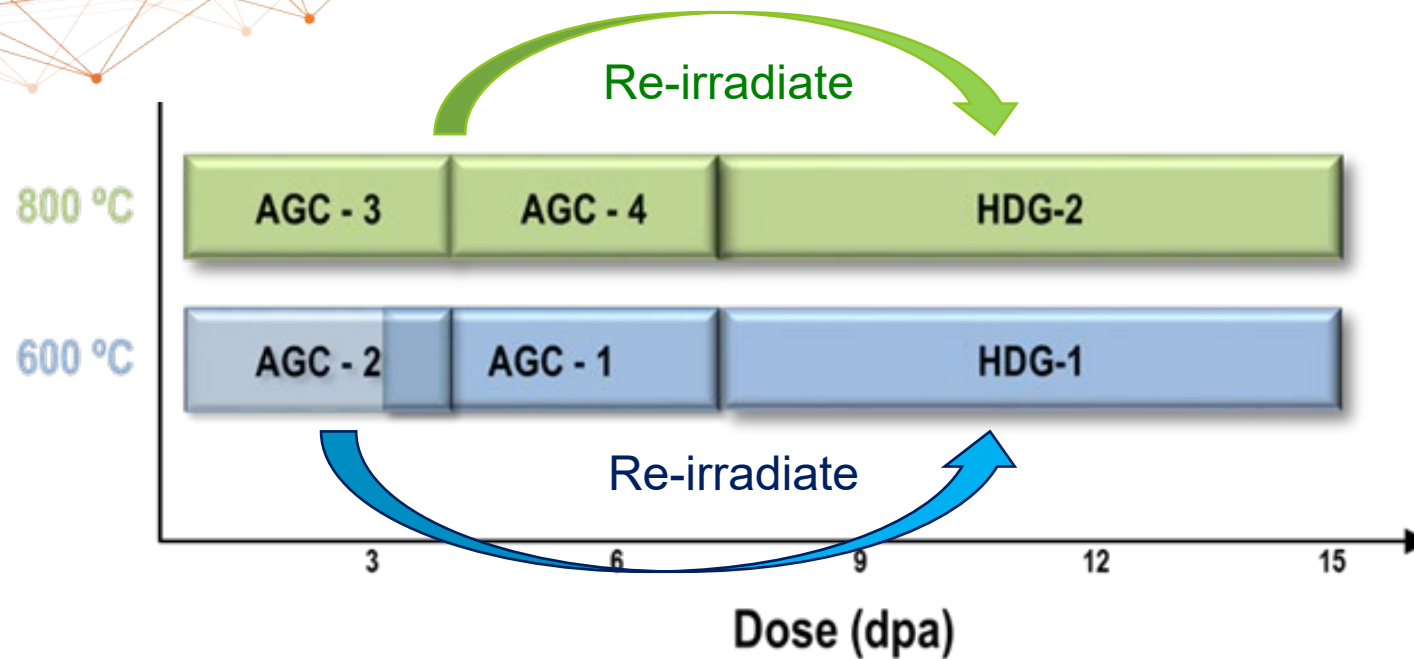 Re-irradiate
800 ºC
AGC - 3
AGC - 4
HDG-2
600 ºC
AGC - 2
AGC - 1
HDG-1
Re-irradiate
3
6
9
12
15
Dose (dpa)